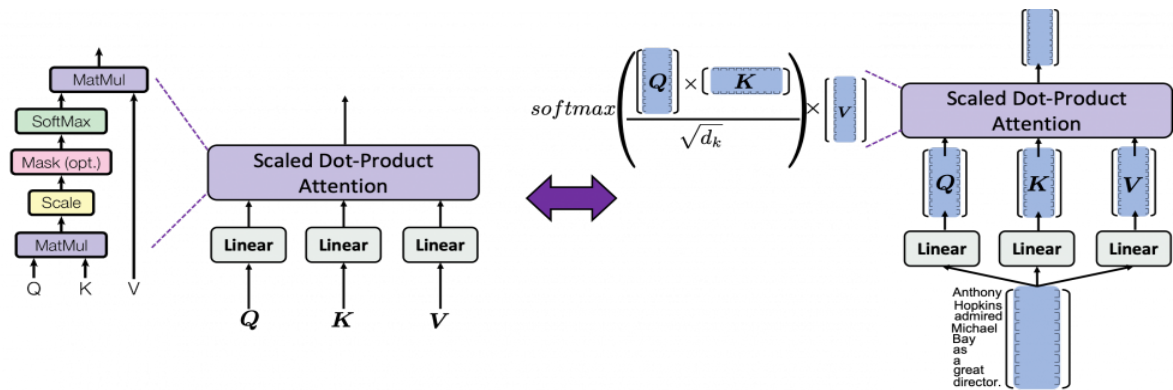 MatMul
SoftMax
Mask (opt.)
Scale
MatMul
Q K V
Scaled Dot-Product
Attention
Linear Linear Linear
Q K V
softmax
Q × K
√d_k
× V
Scaled Dot-Product
Attention
Q K V
Linear Linear Linear
Anthony
Hopkins
admired
Michael
Bay
as
a
great
director.